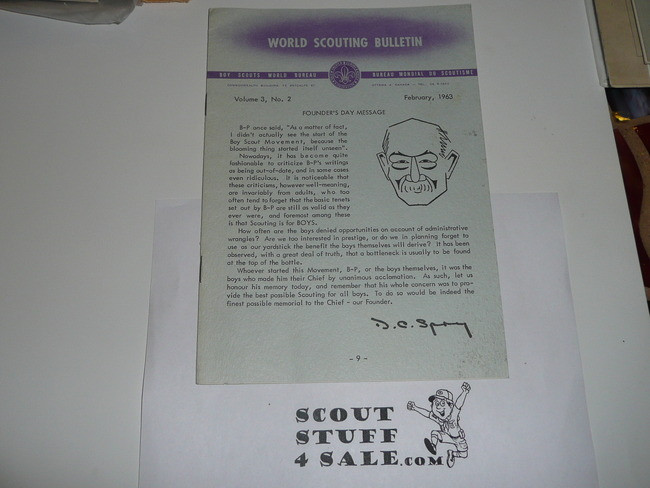 WORLD SCOUTING BULLETIN
BOY SCOUTS WORLD BUREAU
BUREAU MONDIAL DU SCOUTISME
Volume 3, No. 2
February, 1963
FOUNDER'S DAY MESSAGE
B-P once said, "As a matter of fact,
I didn't actually see the start of the
Boy Scout Movement, because the
blooming thing started itself unseen".
Nowadays, it has become quite
fashionable to criticize B-P's writings
as being out-of-date, and in some cases
even ridiculous. It is noticeable that
these criticisms, however well-meaning,
are invariably from adults, who too
often tend to forget that the basic tenets
set out by B-P are still as valid as they
ever were, and foremost among these
is that Scouting is for BOYS.
How often are the boys denied opportunities on account of administrative
wrangles? Are we too interested in prestige, or do we in planning forget to
use as our yardstick the benefit the boys themselves will derive? It has been
observed, with a great deal of truth, that a bottleneck is usually to be found
at the top of the bottle.
Whoever started this Movement, B-P, or the boys themselves, it was the
boys who made him their Chief by unanimous acclamation. As such, let us
honour his memory today, and remember that his whole concern was to pro-
vide the best possible Scouting for all boys. To do so would be indeed the
finest possible memorial to the Chief - our Founder.
D. C. Spry
- 9 -
SCOUT
STUFF
4 SALE.COM